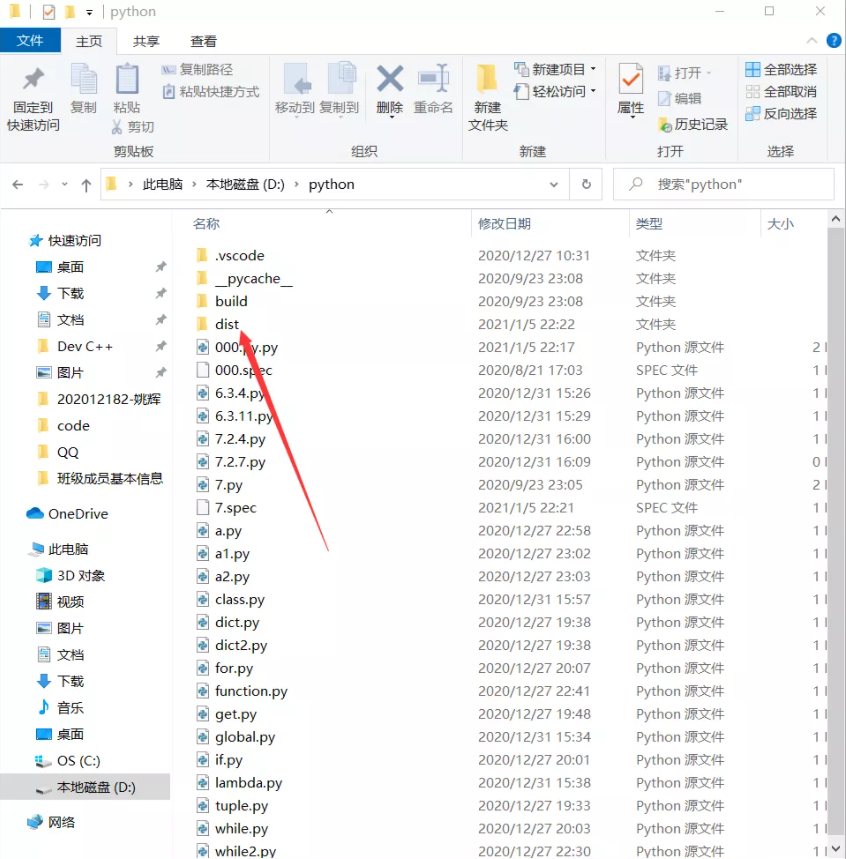 python
文件 主页 共享 查看
固定到快速访问
复制
粘贴
复制路径
粘贴快捷方式
剪切
剪贴板
移动到
复制到
删除
重命名
组织
新建文件夹
新建项目
轻松访问
新建
属性
打开
编辑
历史记录
打开
全部选择
全部取消
反向选择
选择
此电脑 › 本地磁盘 (D:) › python
搜索"python"
快速访问
桌面
下载
文档
Dev C++
图片
202012182-姚辉
code
QQ
班级成员基本信息
OneDrive
此电脑
3D 对象
视频
图片
文档
下载
音乐
桌面
OS (C:)
本地磁盘 (D:)
网络
名称 修改日期 类型 大小
.vscode 2020/12/27 10:31 文件夹
__pycache__ 2020/9/23 23:08 文件夹
build 2020/9/23 23:08 文件夹
dist 2021/1/5 22:22 文件夹
000.py.py 2021/1/5 22:17 Python 源文件 2
000.spec 2020/8/21 17:03 SPEC 文件 1
6.3.4.py 2020/12/31 15:26 Python 源文件 1
6.3.11.py 2020/12/31 15:29 Python 源文件 1
7.2.4.py 2020/12/31 16:00 Python 源文件 1
7.2.7.py 2020/12/31 16:09 Python 源文件 0
7.py 2020/9/23 23:05 Python 源文件 2
7.spec 2021/1/5 22:21 SPEC 文件 1
a.py 2020/12/27 22:58 Python 源文件 1
a1.py 2020/12/27 23:02 Python 源文件 1
a2.py 2020/12/27 23:03 Python 源文件 1
class.py 2020/12/31 15:57 Python 源文件 1
dict.py 2020/12/27 19:38 Python 源文件 1
dict2.py 2020/12/27 19:38 Python 源文件 1
for.py 2020/12/27 20:07 Python 源文件 1
function.py 2020/12/27 22:41 Python 源文件 1
get.py 2020/12/27 19:48 Python 源文件 1
global.py 2020/12/31 15:34 Python 源文件 1
if.py 2020/12/27 20:01 Python 源文件 1
lambda.py 2020/12/31 15:38 Python 源文件 1
tuple.py 2020/12/27 19:33 Python 源文件 1
while.py 2020/12/27 20:03 Python 源文件 1
while2.py 2020/12/27 22:30 Python 源文件 1